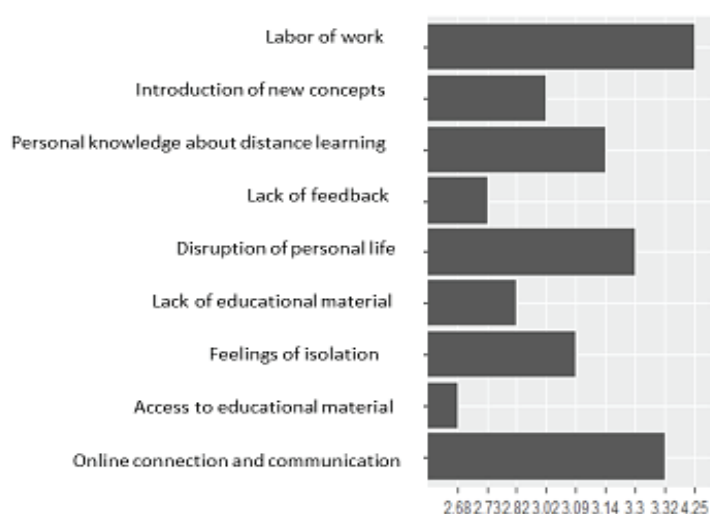 Labor of work
Introduction of new concepts
Personal knowledge about distance learning
Lack of feedback
Disruption of personal life
Lack of educational material
Feelings of isolation
Access to educational material
Online connection and communication
2.68 2.73 2.82 3.02 3.09 3.14 3.3 3.32 4.25